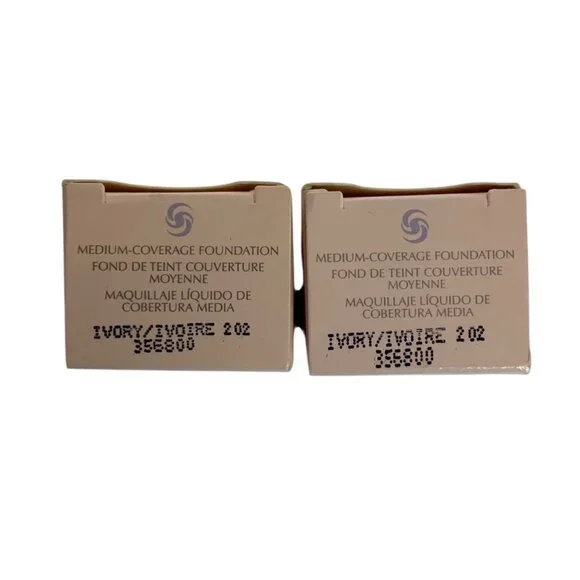 MEDIUM-COVERAGE FOUNDATION
FOND DE TEINT COUVERTURE
MOYENNE
MAQUILLAJE LÍQUIDO DE
COBERTURA MEDIA
IVORY/IVOIRE 202
356800
MEDIUM-COVERAGE FOUNDATION
FOND DE TEINT COUVERTURE
MOYENNE
MAQUILLAJE LÍQUIDO DE
COBERTURA MEDIA
IVORY/IVOIRE 202
356800